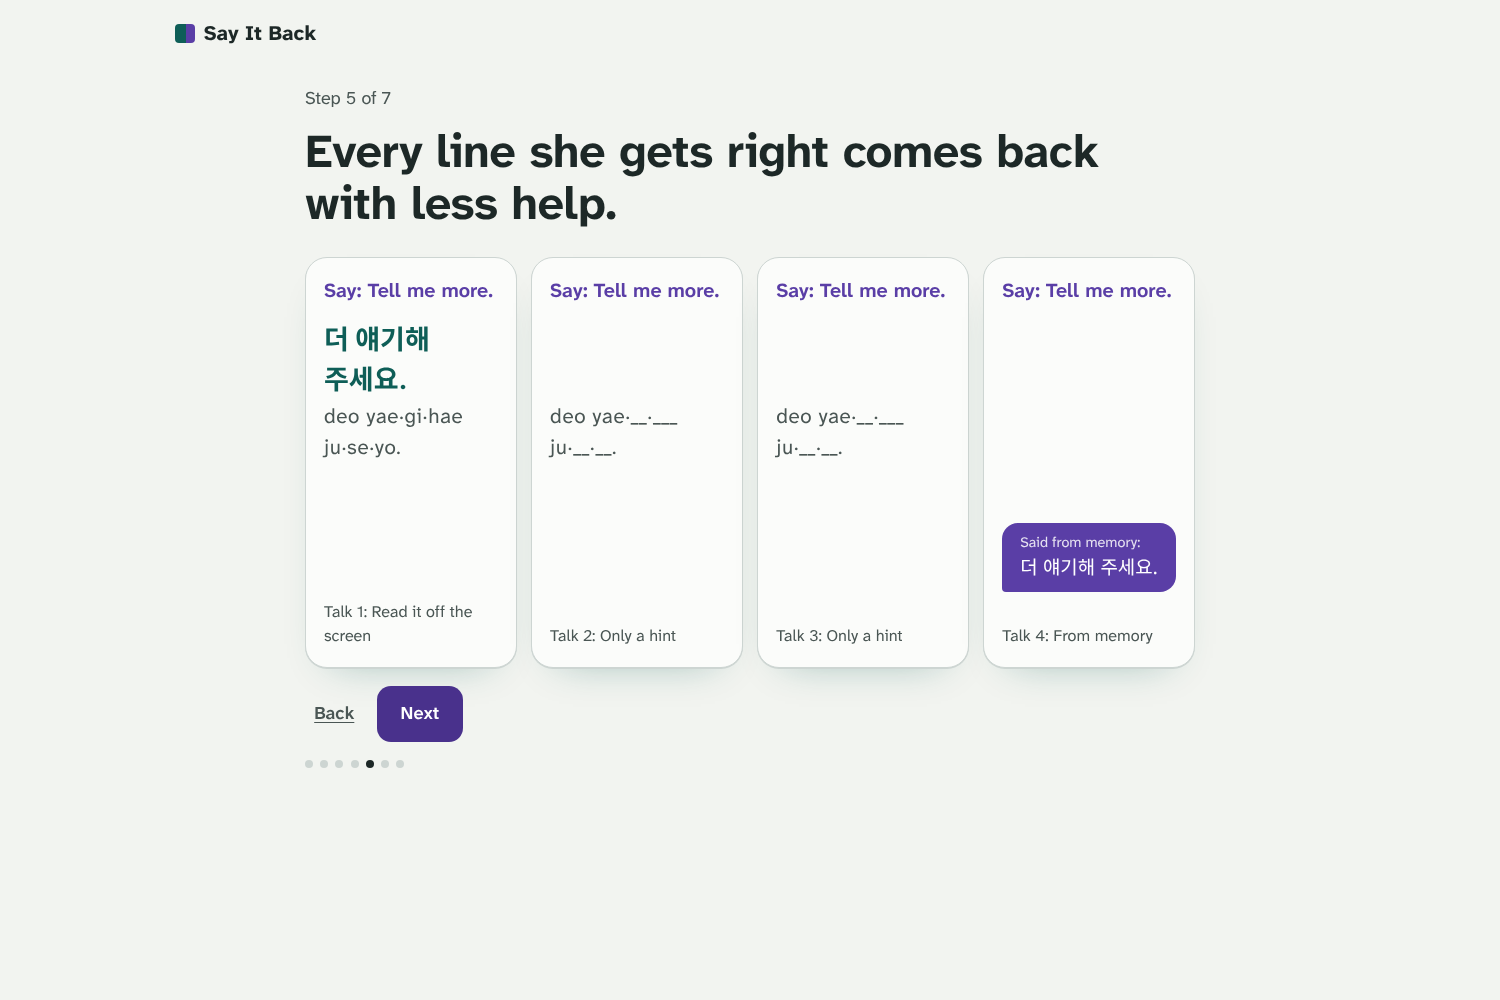 Say It Back
Step 5 of 7
Every line she gets right comes back
with less help.
Say: Tell me more.
더 얘기해
주세요.
deo yae·gi·hae
ju·se·yo.
Talk 1: Read it off the
screen
Say: Tell me more.
deo yae·__·___
ju·__·__.
Talk 2: Only a hint
Say: Tell me more.
deo yae·__·___
ju·__·__.
Talk 3: Only a hint
Say: Tell me more.
Said from memory:
더 얘기해 주세요.
Talk 4: From memory
Back
Next